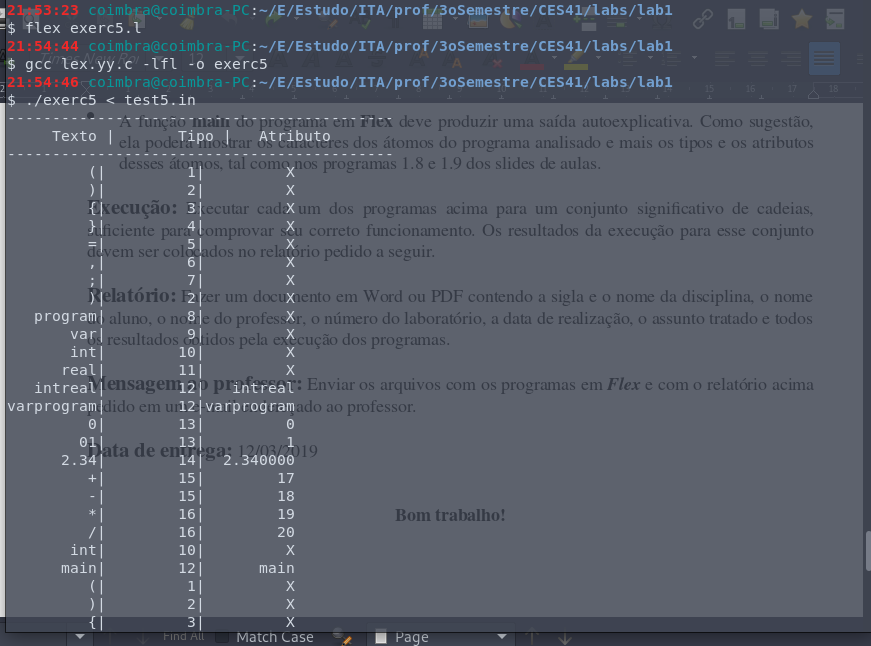 21:53:23 coimbra@coimbra-PC:~/E/Estudo/ITA/prof/3oSemestre/CES41/labs/lab1
$ flex exerc5.l
21:54:44 coimbra@coimbra-PC:~/E/Estudo/ITA/prof/3oSemestre/CES41/labs/lab1
$ gcc lex.yy.c -lfl -o exerc5
21:54:46 coimbra@coimbra-PC:~/E/Estudo/ITA/prof/3oSemestre/CES41/labs/lab1
$ ./exerc5 < test5.in
--------------------------------------------
Texto | Tipo | Atributo
--------------------------------------------
(| 1| X
)| 2| X
{| 3| X
}| 4| X
=| 5| X
,| 6| X
;| 7| X
)| 2| X
program| 8| X
var| 9| X
int| 10| X
real| 11| X
intreal| 12| intreal
varprogram| 12|varprogram
0| 13| 0
01| 13| 1
2.34| 14| 2.340000
+| 15| 17
-| 15| 18
*| 16| 19
/| 16| 20
int| 10| X
main| 12| main
(| 1| X
)| 2| X
{| 3| X
A função main do programa em Flex deve produzir uma saída autoexplicativa. Como sugestão,
ela poderá mostrar os caracteres dos átomos do programa analisado e mais os tipos e os atributos
desses átomos, tal como nos programas 1.8 e 1.9 dos slides de aulas.
Execução: Executar cada um dos programas acima para um conjunto significativo de cadeias,
suficiente para comprovar seu correto funcionamento. Os resultados da execução para esse conjunto
devem ser colocados no relatório pedido a seguir.
Relatório: Fazer um documento em Word ou PDF contendo a sigla e o nome da disciplina, o nome
do aluno, o nome do professor, o número do laboratório, a data de realização, o assunto tratado e todos
os resultados obtidos pela execução dos programas.
Mensagem ao professor: Enviar os arquivos com os programas em Flex e com o relatório acima
pedido em um ado ao professor.
Data de entrega: 12/03/2019
Bom trabalho!
15 16 17 18
Find All Match Case Page